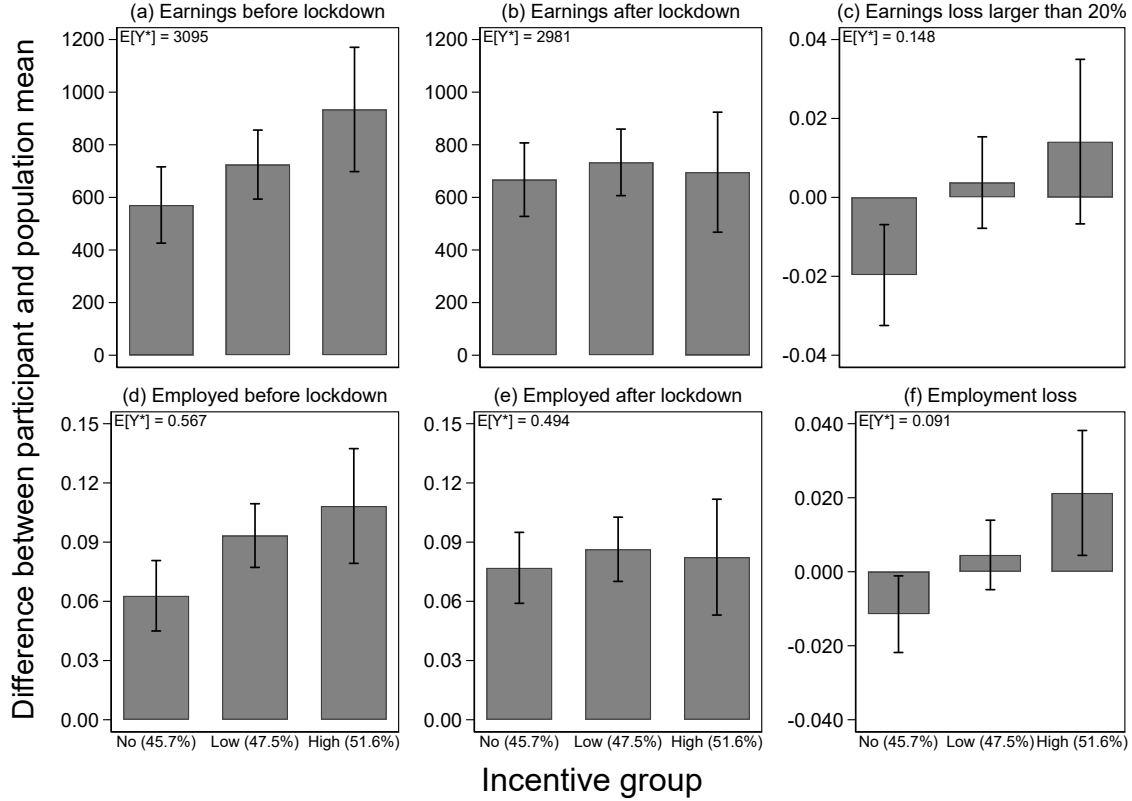 Difference between participant and population mean
(a) Earnings before lockdown
E[Y*] = 3095
1200
1000
800
600
400
200
0
(b) Earnings after lockdown
E[Y*] = 2981
1200
1000
800
600
400
200
0
(c) Earnings loss larger than 20%
E[Y*] = 0.148
0.04
0.02
0.00
-0.02
-0.04
(d) Employed before lockdown
E[Y*] = 0.567
0.15
0.12
0.09
0.06
0.03
0.00
No (45.7%) Low (47.5%) High (51.6%)
(e) Employed after lockdown
E[Y*] = 0.494
0.15
0.12
0.09
0.06
0.03
0.00
No (45.7%) Low (47.5%) High (51.6%)
(f) Employment loss
E[Y*] = 0.091
0.040
0.020
0.000
-0.020
-0.040
No (45.7%) Low (47.5%) High (51.6%)
Incentive group